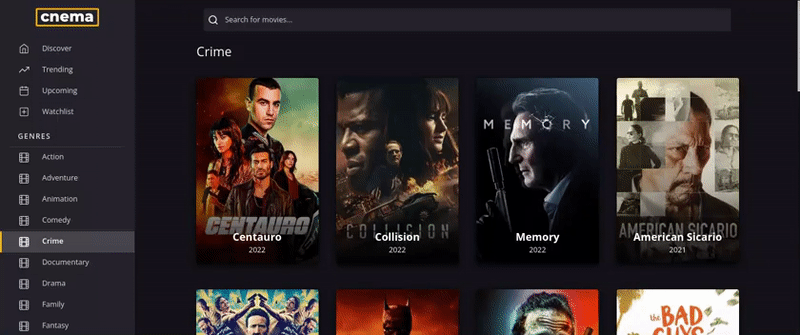 cnema
Search for movies...
Discover
Trending
Upcoming
Watchlist
GENRES
Action
Adventure
Animation
Comedy
Crime
Documentary
Drama
Family
Fantasy
Crime
CENTAURO
Centauro
2022
COLLISION
Collision
2022
MEMORY
Memory
2022
AMERICAN SICARIO
American Sicario
2021
the
BAD
GUYS